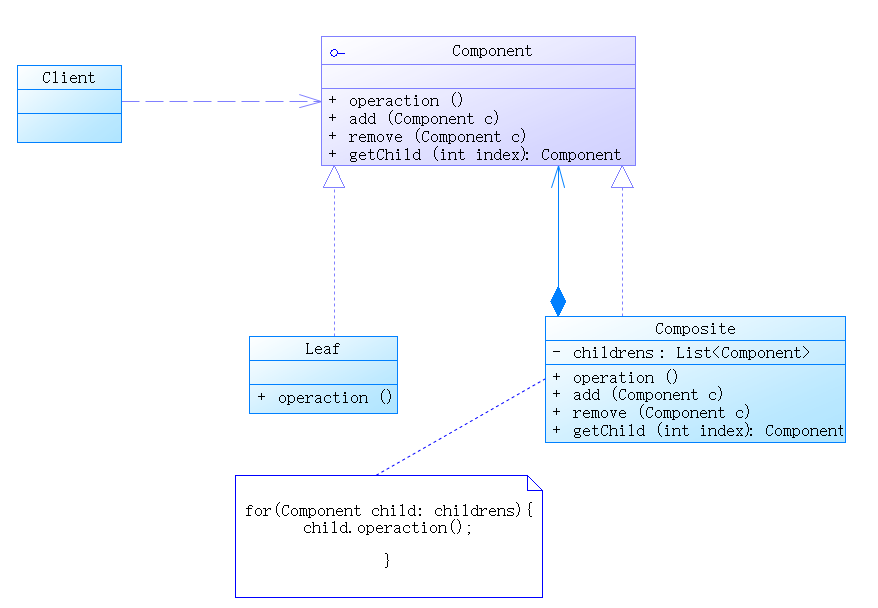 Component
Client
+ operaction ()
+ add (Component c)
+ remove (Component c)
+ getChild (int index): Component
Leaf
+ operaction ()
Composite
- childrens : List<Component>
+ operation ()
+ add (Component c)
+ remove (Component c)
+ getChild (int index): Component
for(Component child: childrens){
child.operaction();
}